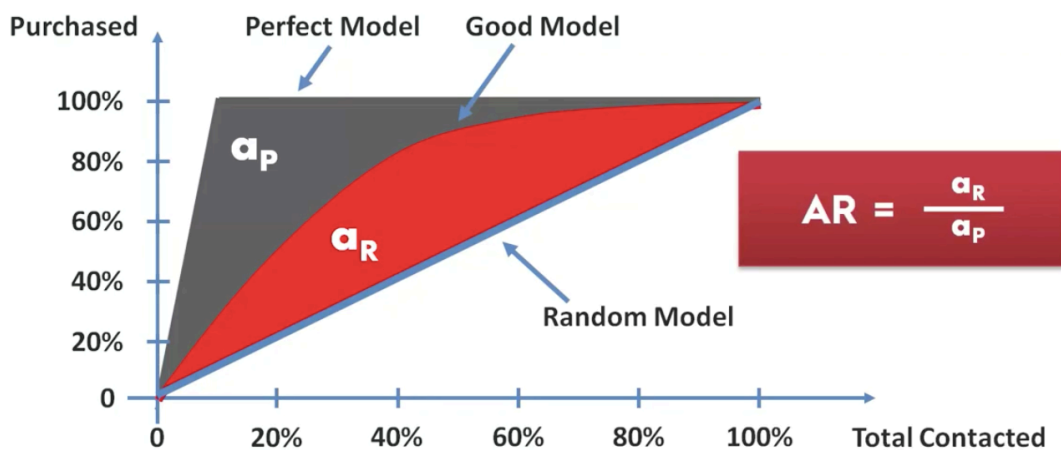 Purchased
Perfect Model
Good Model
100%
80%
60%
40%
20%
0
aP
aR
AR = aR / aP
Random Model
0
20%
40%
60%
80%
100%
Total Contacted